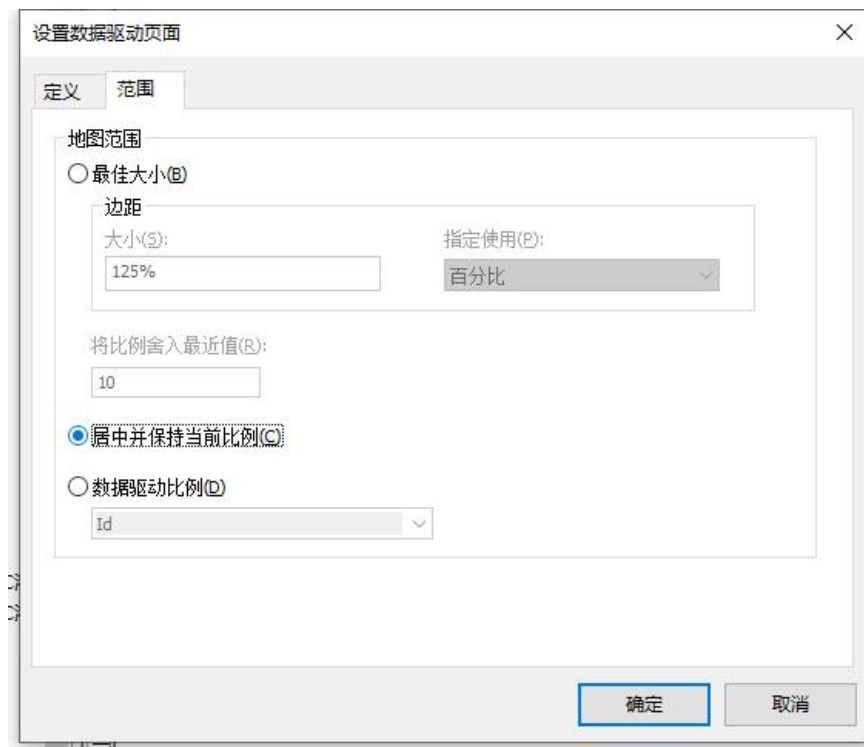 设置数据驱动页面
定义 范围
地图范围
最佳大小(B)
边距
大小(S): 指定使用(P):
125% 百分比
将比例舍入最近值(R):
10
居中并保持当前比例(C)
数据驱动比例(D)
Id
确定 取消